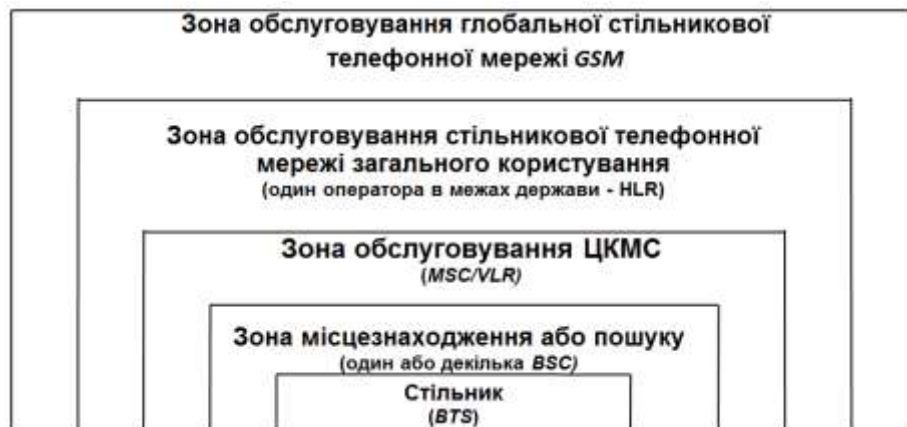 Зона обслуговування глобальної стільникової
телефонної мережі GSM
Зона обслуговування стільникової телефонної
мережі загального користування
(один оператора в межах держави - HLR)
Зона обслуговування ЦКМС
(MSC/VLR)
Зона місцезнаходження або пошуку
(один або декілька BSC)
Стільник
(BTS)